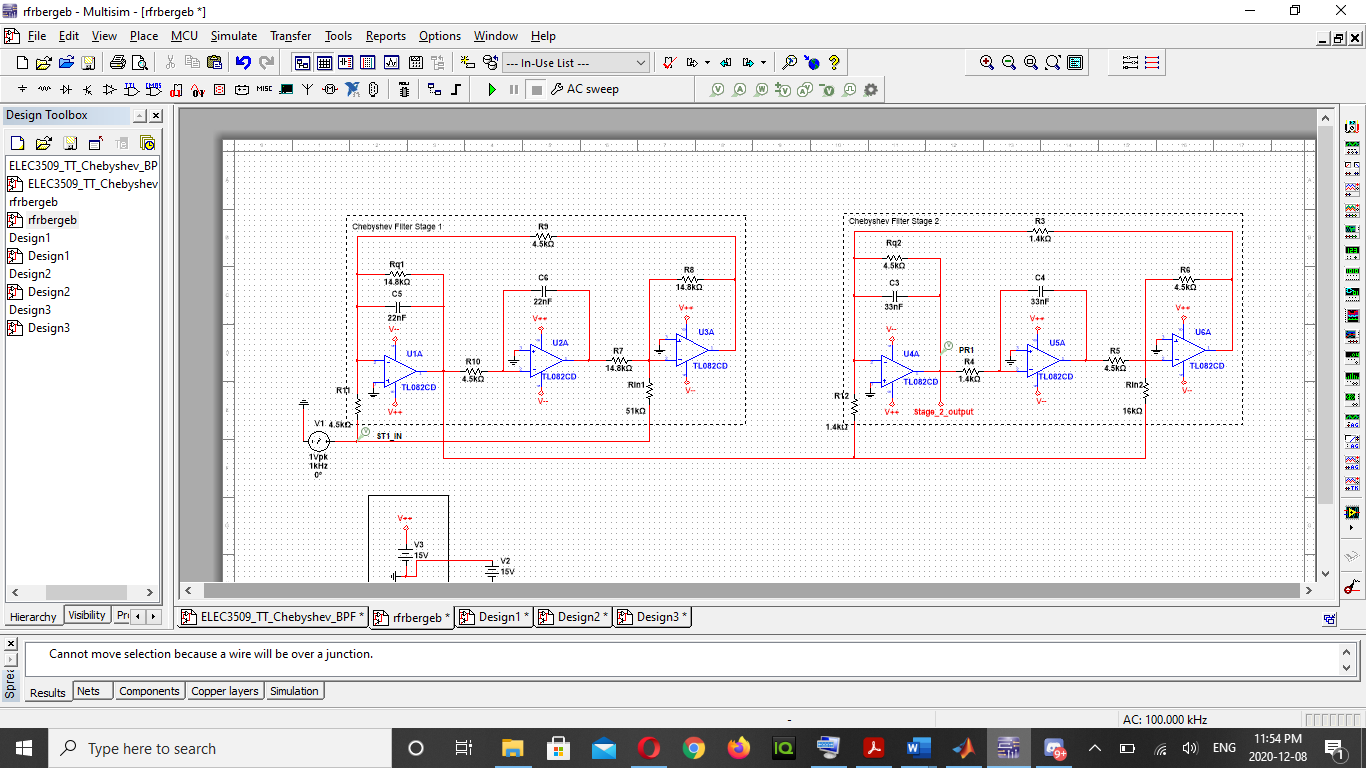 rfrbergeb - Multisim - [rfrbergeb *]
File Edit View Place MCU Simulate Transfer Tools Reports Options Window Help
--- In-Use List ---
MISC
AC sweep
Design Toolbox
ELEC3509_TT_Chebyshev_BP
ELEC3509_TT_Chebyshev
rfrbergeb
rfrbergeb
Design1
Design1
Design2
Design2
Design3
Design3
Hierarchy Visibility
Chebyshev Filter Stage 1
R9
4.5kΩ
Rq1
14.8kΩ
C5
22nF
V--
U1A
TL082CD
V++
R10
4.5kΩ
C6
22nF
V++
U2A
TL082CD
V--
R7
14.8kΩ
R8
14.8kΩ
V++
U3A
TL082CD
V--
Rin1
51kΩ
4.5kΩ
V1
1Vpk
1kHz
0°
ST1_IN
Chebyshev Filter Stage 2
R3
1.4kΩ
Rq2
4.5kΩ
C3
33nF
V--
U4A
TL082CD
V++
Stage_2_output
PR1
R4
1.4kΩ
C4
33nF
V++
U5A
TL082CD
V--
R5
4.5kΩ
R6
4.5kΩ
V++
U6A
TL082CD
V--
Rin2
16kΩ
1.4kΩ
V++
V3
15V
V2
15V
ELEC3509_TT_Chebyshev_BPF * rfrbergeb * Design1 * Design2 * Design3 *
Cannot move selection because a wire will be over a junction.
Results Nets Components Copper layers Simulation
-
AC: 100.000 kHz
Type here to search
9+
ENG
11:54 PM
2020-12-08
1